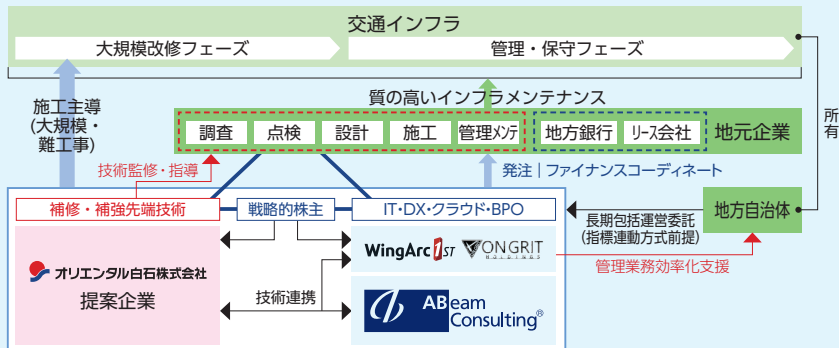 交通インフラ
大規模改修フェーズ
管理・保守フェーズ
質の高いインフラメンテナンス
施工主導
(大規模・
難工事)
調査
点検
設計
施工
管理メンテ
地方銀行
リース会社
地元企業
所有
技術監修・指導
発注｜ファイナンスコーディネート
補修・補強先端技術
戦略的株主
IT・DX・クラウド・BPO
長期包括運営委託
(指標連動方式前提)
地方自治体
オリエンタル白石株式会社
提案企業
WingArc1ST
ONGRIT
HOLDINGS
管理業務効率化支援
技術連携
ABeam
Consulting®